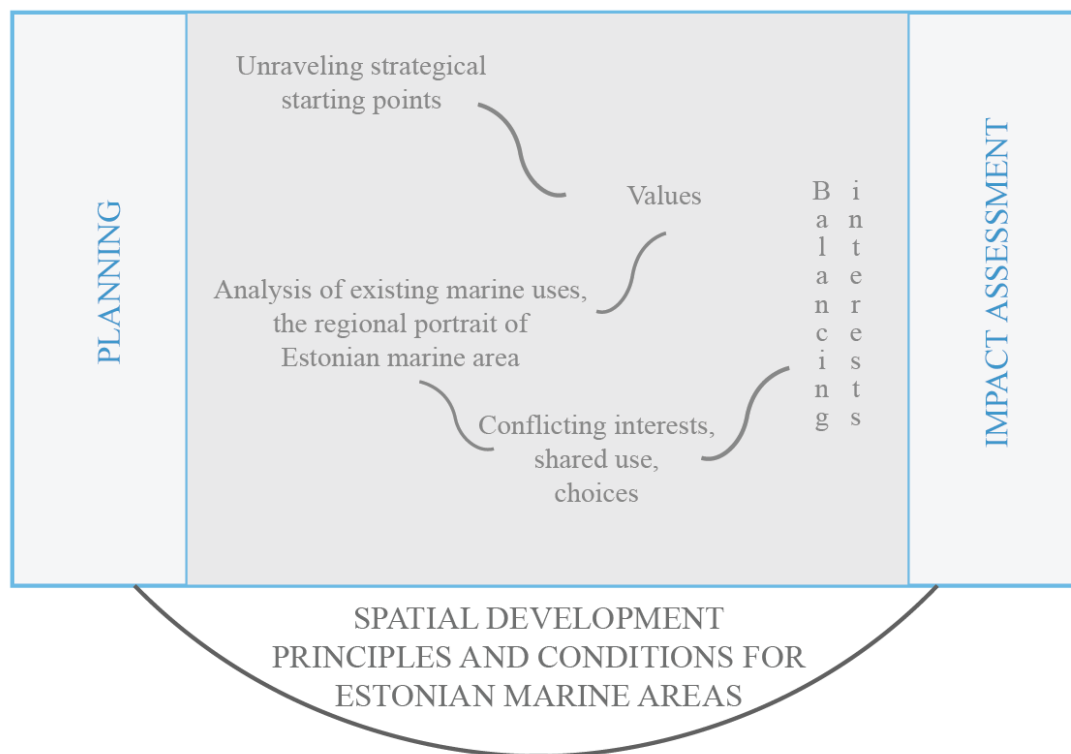 PLANNING
Unraveling strategical
starting points
Values
Analysis of existing marine uses,
the regional portrait of
Estonian marine area
Conflicting interests,
shared use,
choices
Balancing
interests
IMPACT ASSESSMENT
SPATIAL DEVELOPMENT
PRINCIPLES AND CONDITIONS FOR
ESTONIAN MARINE AREAS